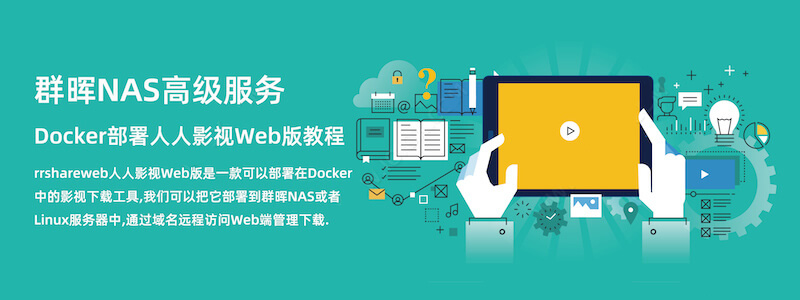 群晖NAS高级服务
Docker部署人人影视Web版教程
rrshareweb人人影视Web版是一款可以部署在Docker
中的影视下载工具,我们可以把它部署到群晖NAS或者
Linux服务器中,通过域名远程访问Web端管理下载.